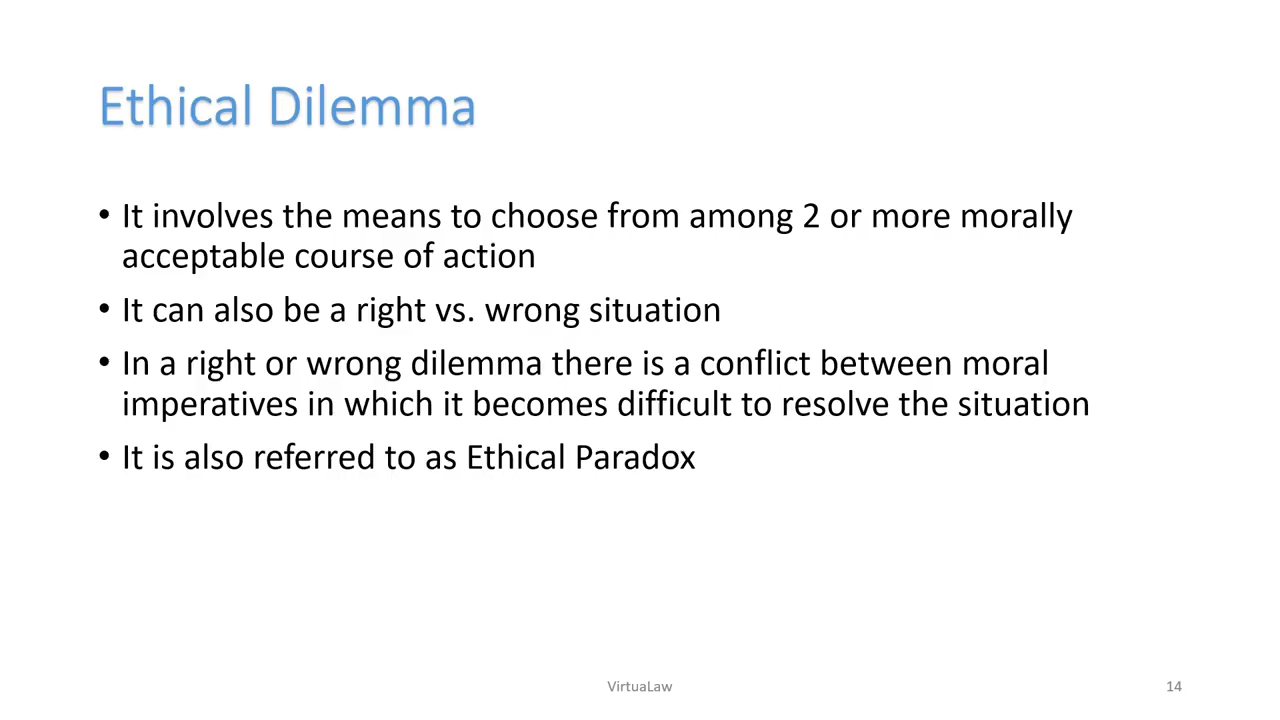 Ethical Dilemma
• It involves the means to choose from among 2 or more morally
acceptable course of action
• It can also be a right vs. wrong situation
• In a right or wrong dilemma there is a conflict between moral
imperatives in which it becomes difficult to resolve the situation
• It is also referred to as Ethical Paradox
VirtuaLaw
14